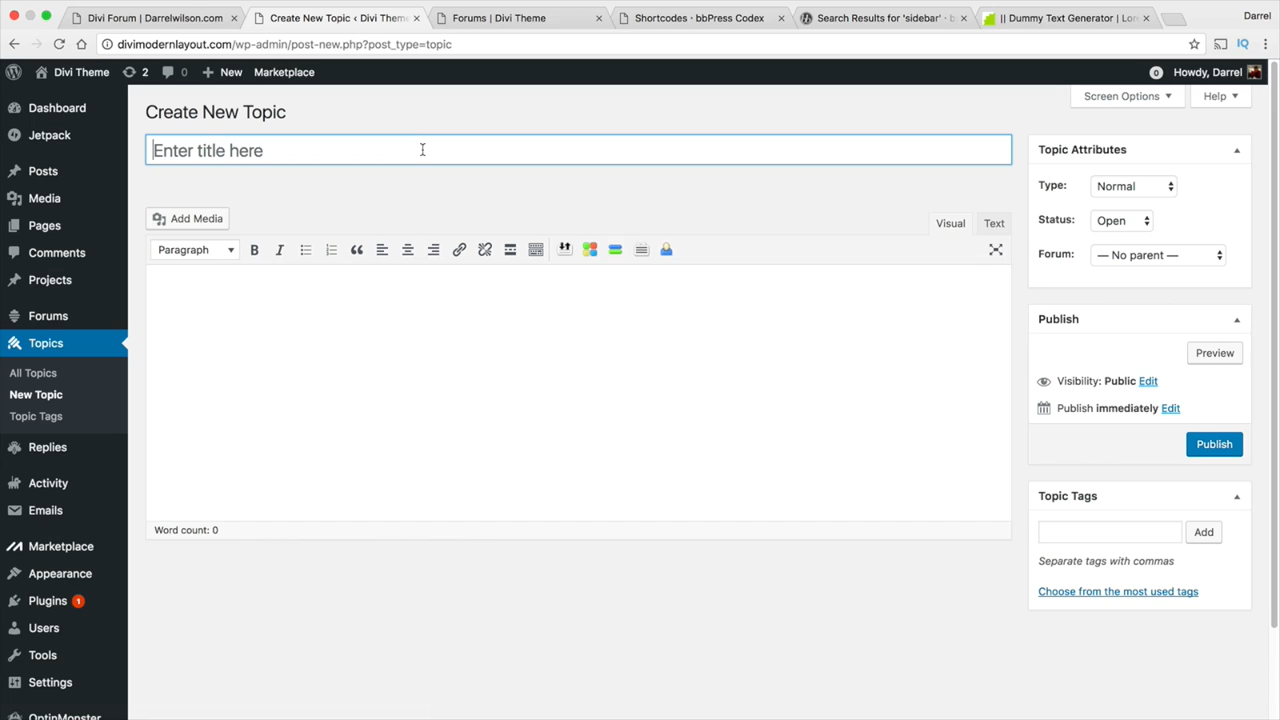 Divi Forum | Darrelwilson.com
Create New Topic ‹ Divi Theme
Forums | Divi Theme
Shortcodes · bbPress Codex
Search Results for 'sidebar' · b
|| Dummy Text Generator | Lor
Darrel
divimodernlayout.com/wp-admin/post-new.php?post_type=topic
Divi Theme
2
0
New
Marketplace
0
Howdy, Darrel
Dashboard
Jetpack
Posts
Media
Pages
Comments
Projects
Forums
Topics
All Topics
New Topic
Topic Tags
Replies
Activity
Emails
Marketplace
Appearance
Plugins 1
Users
Tools
Settings
OptinMonster
Screen Options
Help
Create New Topic
Enter title here
Add Media
Visual
Text
Paragraph
B
I
Word count: 0
Topic Attributes
Type: Normal
Status: Open
Forum: — No parent —
Publish
Preview
Visibility: Public Edit
Publish immediately Edit
Publish
Topic Tags
Add
Separate tags with commas
Choose from the most used tags